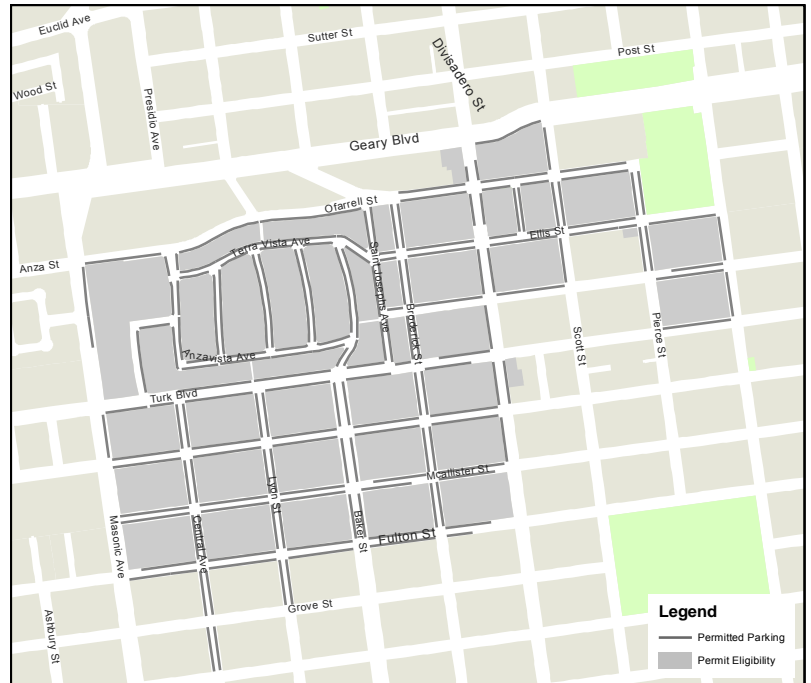 Euclid Ave
Sutter St
Divisadero St
Post St
Wood St
Presidio Ave
Geary Blvd
Ofarrell St
Terra Vista Ave
Ellis St
Anza St
Saint Josephs Ave
Broderick St
Scott St
Pierce St
Anzavista Ave
Turk Blvd
Mcallister St
Lyon St
Masonic Ave
Central Ave
Baker St
Fulton St
Grove St
Ashbury St
Legend
Permitted Parking
Permit Eligibility